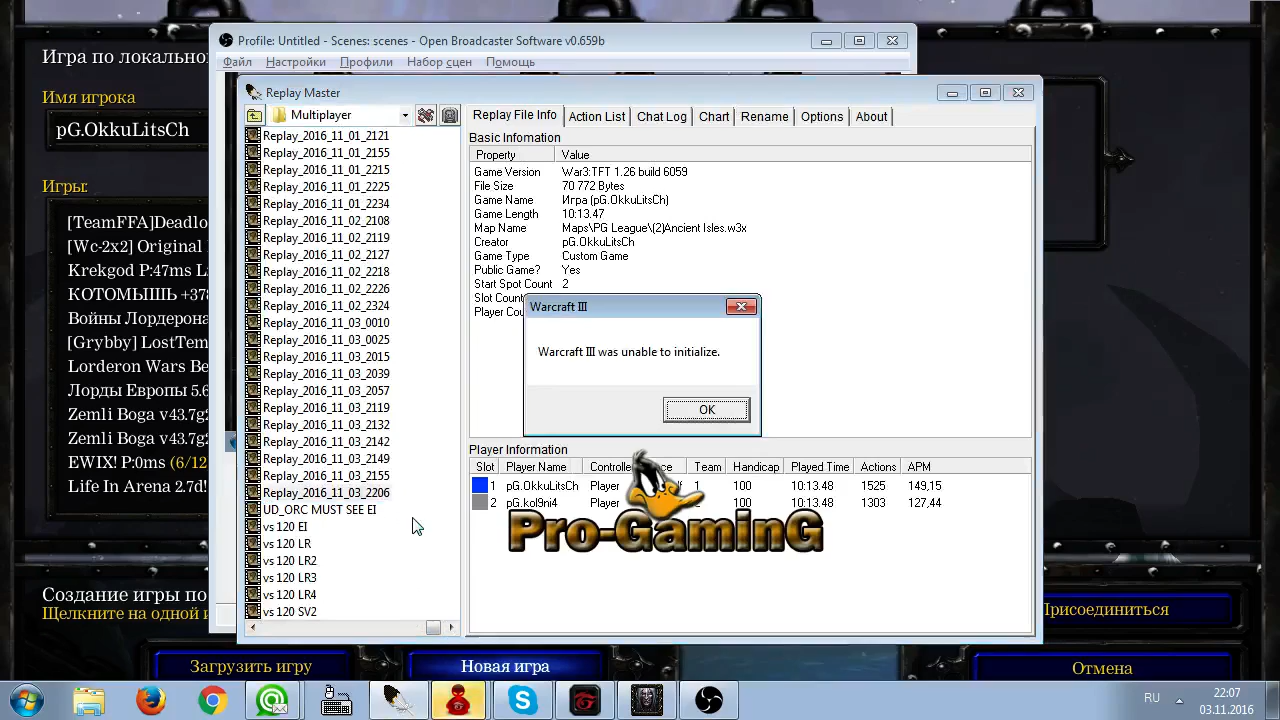 Profile: Untitled - Scenes: scenes - Open Broadcaster Software v0.659b
Файл Настройки Профили Набор сцен Помощь
Игра по локально
Имя игрока
pG.OkkuLitsCh
Игры:
[TeamFFA]Deadlo
[Wc-2x2] Original
Krekgod P:47ms L
КОТОМЫШЬ +378
Войны Лордерона
[Grybby] LostTem
Lorderon Wars Be
Лорды Европы 5.6
Zemli Boga v43.7g2
Zemli Boga v43.7g2
EWIX! P:0ms (6/12
Life In Arena 2.7d!
Создание игры по
Щелкните на одной и
Replay Master
Multiplayer
Replay_2016_11_01_2121
Replay_2016_11_01_2155
Replay_2016_11_01_2215
Replay_2016_11_01_2225
Replay_2016_11_01_2234
Replay_2016_11_02_2108
Replay_2016_11_02_2119
Replay_2016_11_02_2127
Replay_2016_11_02_2218
Replay_2016_11_02_2226
Replay_2016_11_02_2324
Replay_2016_11_03_0010
Replay_2016_11_03_0025
Replay_2016_11_03_2015
Replay_2016_11_03_2039
Replay_2016_11_03_2057
Replay_2016_11_03_2119
Replay_2016_11_03_2132
Replay_2016_11_03_2142
Replay_2016_11_03_2149
Replay_2016_11_03_2155
Replay_2016_11_03_2206
UD_ORC MUST SEE EI
vs 120 EI
vs 120 LR
vs 120 LR2
vs 120 LR3
vs 120 LR4
vs 120 SV2
Replay File Info Action List Chat Log Chart Rename Options About
Basic Infomation
Property Value
Game Version War3:TFT 1.26 build 6059
70.772 Bytes
Game Name Игра (pG.OkkuLitsCh)
Game Length 10:13.47
Map Name Maps\PG League\(2)Ancient Isles.w3x
Creator pG.OkkuLitsCh
Game Type Custom Game
Public Game? Yes
Start Spot Count 2
Slot Coun
Player Cou
Warcraft III
Warcraft III was unable to initialize.
OK
Player Information
Slot Player Name Controlle Team Handicap Played Time Actions APM
1 pG.OkkuLitsCh Player 1 100 10:13.48 1525 149,15
2 pG.kol9ni4 Player 100 10:13.48 1303 127,44
Pro-GaminG
Присоединиться
Загрузить игру Новая игра Отмена
RU 22:07
03.11.2016